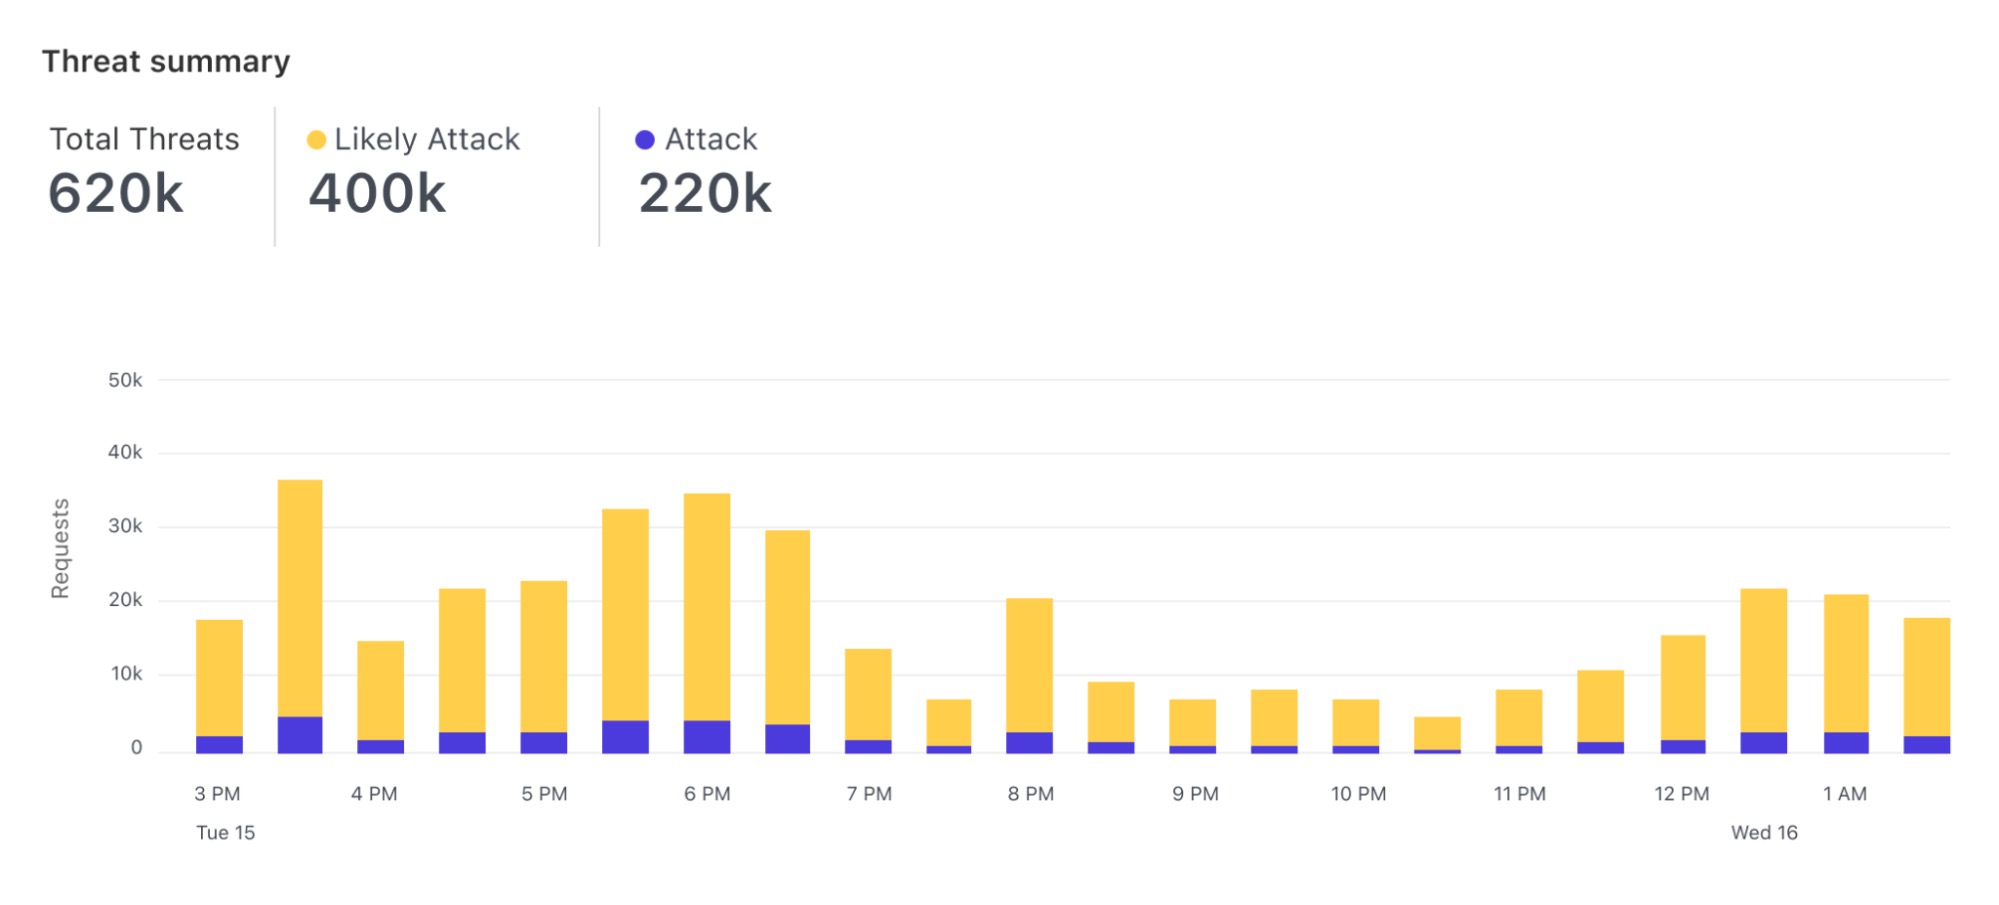 Threat summary
Total Threats
620k
Likely Attack
400k
Attack
220k
Requests
50k
40k
30k
20k
10k
0
3 PM 4 PM 5 PM 6 PM 7 PM 8 PM 9 PM 10 PM 11 PM 12 PM 1 AM
Tue 15 Wed 16